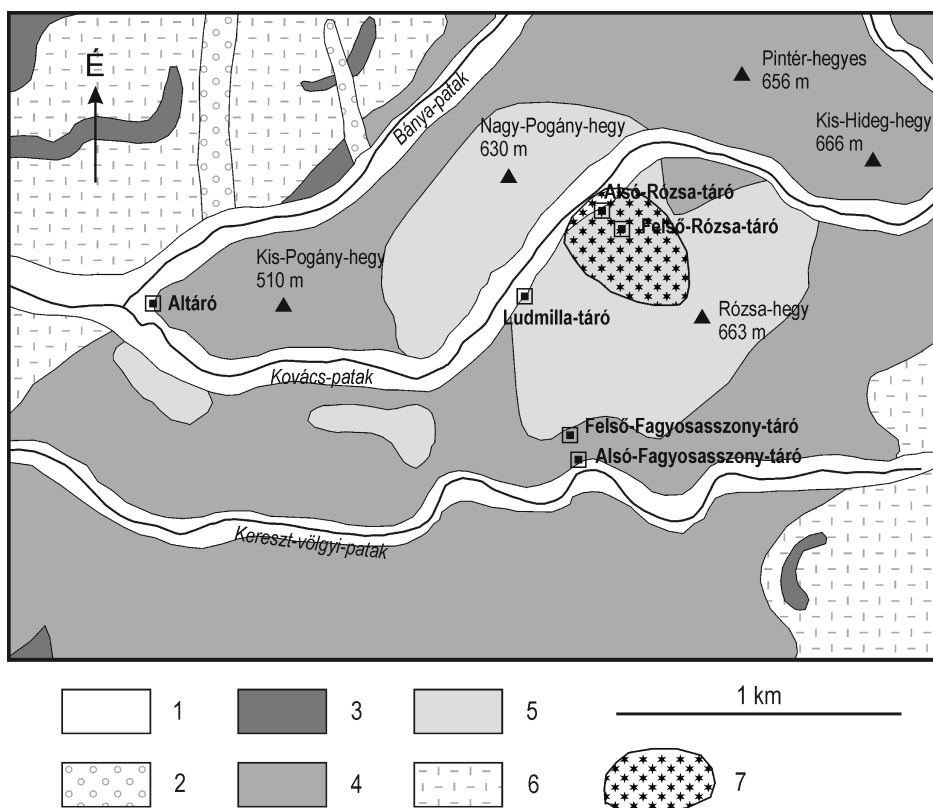 É
Bánya-patak
Pintér-hegyes
656 m
Nagy-Pogány-hegy
630 m
Kis-Hideg-hegy
666 m
Alsó-Rózsa-táró
Felső-Rózsa-táró
Kis-Pogány-hegy
510 m
Altáró
Ludmilla-táró
Rózsa-hegy
663 m
Kovács-patak
Felső-Fagyosasszony-táró
Alsó-Fagyosasszony-táró
Kereszt-völgyi-patak
1
3
5
1 km
2
4
6
7